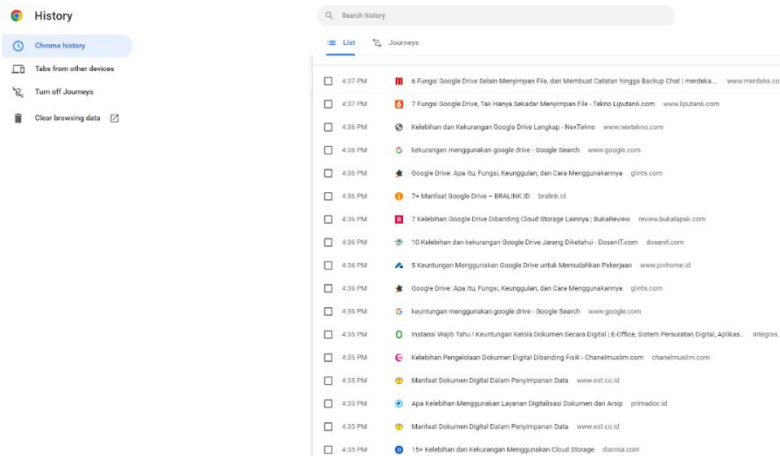 History
Search history
Chrome history
List Journeys
Tabs from other devices
Turn off Journeys
Clear browsing data
4:37 PM 6 Fungsi Google Drive Selain Menyimpan File, dari Membuat Catatan hingga Backup Chat | merdeka... www.merdeka.co
4:37 PM 7 Fungsi Google Drive, Tak Hanya Sekadar Menyimpan File - Tekno Liputan6.com www.liputan6.com
4:36 PM Kelebihan dan Kekurangan Google Drive Lengkap - NexTekno www.nextekno.com
4:36 PM kekurangan menggunakan google drive - Google Search www.google.com
4:36 PM Google Drive: Apa Itu, Fungsi, Keunggulan, dan Cara Menggunakannya glints.com
4:36 PM 7+ Manfaat Google Drive – BRALINK.ID bralink.id
4:36 PM 7 Kelebihan Google Drive Dibanding Cloud Storage Lainnya | BukaReview review.bukalapak.com
4:36 PM 10 Kelebihan dan kekurangan Google Drive Jarang Diketahui - DosenIT.com dosenit.com
4:36 PM 5 Keuntungan Menggunakan Google Drive untuk Memudahkan Pekerjaan www.pinhome.id
4:36 PM Google Drive: Apa Itu, Fungsi, Keunggulan, dan Cara Menggunakannya glints.com
4:36 PM keuntungan menggunakan google drive - Google Search www.google.com
4:35 PM Instansi Wajib Tahu ! Keuntungan Kelola Dokumen Secara Digital | E-Office, Sistem Persuratan Digital, Aplikas... integras.
4:35 PM Kelebihan Pengelolaan Dokumen Digital Dibanding Fisik - Chanelmuslim.com chanelmuslim.com
4:35 PM Manfaat Dokumen Digital Dalam Penyimpanan Data www.est.co.id
4:35 PM Apa Kelebihan Menggunakan Layanan Digitalisasi Dokumen dan Arsip primadoc.id
4:35 PM Manfaat Dokumen Digital Dalam Penyimpanan Data www.est.co.id
4:35 PM 15+ Kelebihan dan Kekurangan Menggunakan Cloud Storage dianisa.com